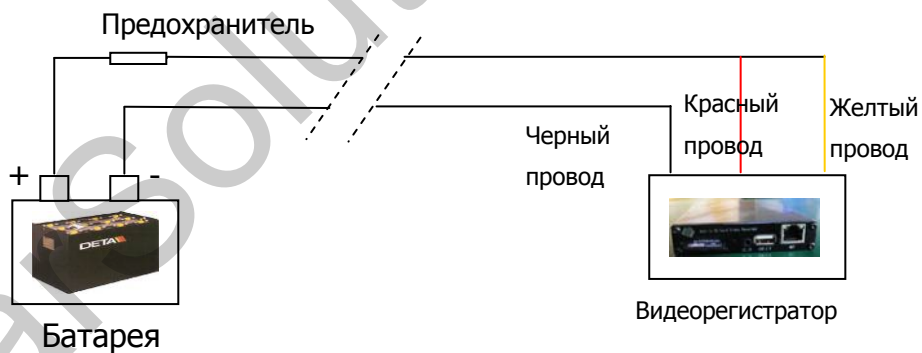 Предохранитель
+
-
DETA
Батарея
Черный
провод
Красный
провод
Желтый
провод
Видеорегистратор